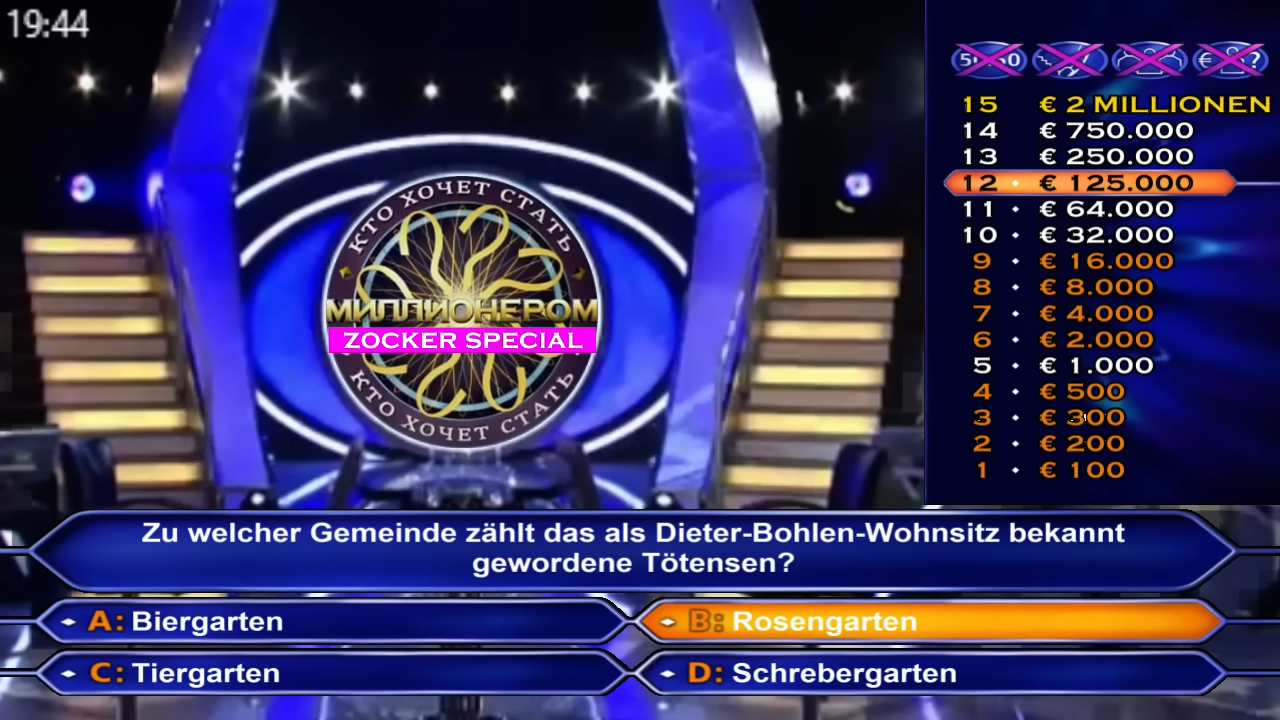 19:44
50:50
€ ?
15 € 2 MILLIONEN
14 € 750.000
13 € 250.000
12 € 125.000
11 € 64.000
10 € 32.000
9 € 16.000
8 € 8.000
7 € 4.000
6 € 2.000
5 € 1.000
4 € 500
3 € 300
2 € 200
1 € 100
КТО ХОЧЕТ СТАТЬ
МИЛЛИОНЕРОМ
ZOCKER SPECIAL
КТО ХОЧЕТ СТАТЬ
Zu welcher Gemeinde zählt das als Dieter-Bohlen-Wohnsitz bekannt
gewordene Tötensen?
A: Biergarten
B: Rosengarten
C: Tiergarten
D: Schrebergarten